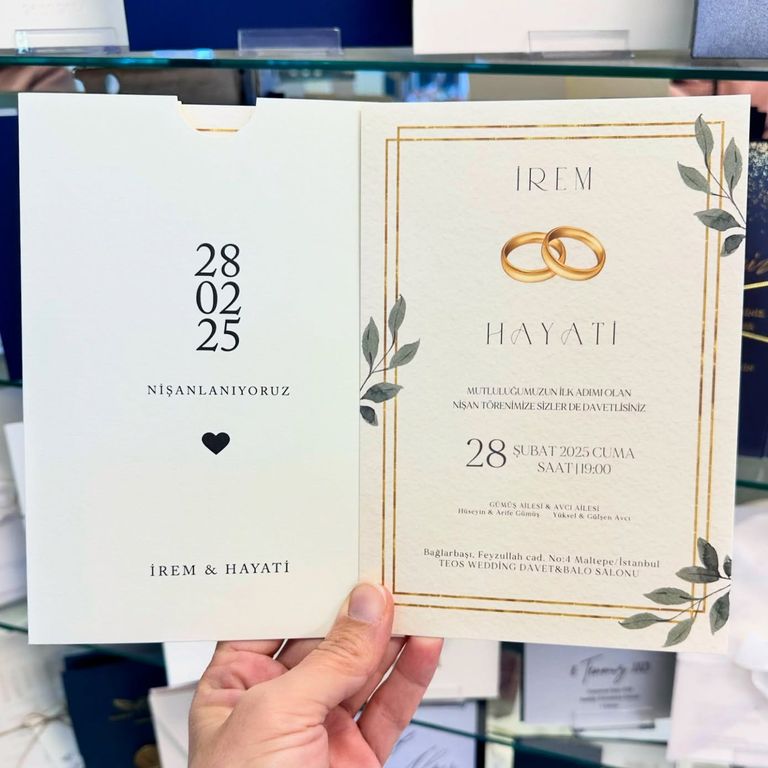 28
02
25
NİŞANLANIYORUZ
İREM & HAYATİ
İREM
HAYATİ
MUTLULUĞUMUZUN İLK ADIMI OLAN
NİŞAN TÖRENİMİZE SİZLER DE DAVETLİSİNİZ
28 ŞUBAT 2025 CUMA
SAAT | 19:00
GÜMÜŞ AİLESİ & AVCI AİLESİ
Hüseyin & Arife Gümüş Yüksel & Gülşen Avcı
Bağlarbaşı, Feyzullah cad. No:4 Maltepe/İstanbul
TEOS WEDDİNG DAVET&BALO SALONU